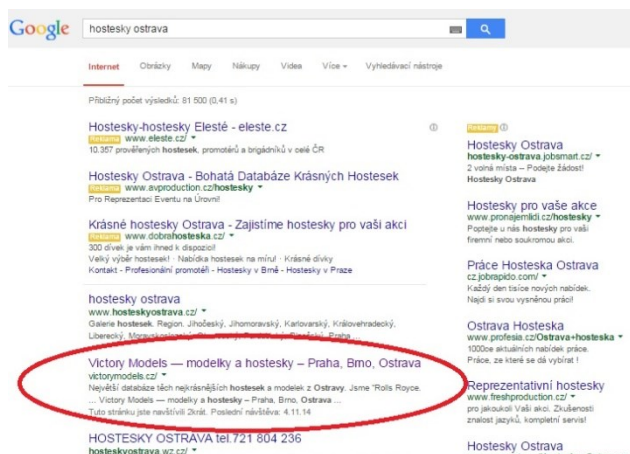 Google
hostesky ostrava
Internet Obrázky Mapy Nákupy Videa Více Vyhledávací nástroje
Přibližný počet výsledků: 81 500 (0,41 s)
Hostesky-hostesky Elesté - eleste.cz
Reklama www.eleste.cz/
10.357 prověřených hostesek, promotérů a brigádníků v celé ČR
Hostesky Ostrava - Bohatá Databáze Krásných Hostesek
Reklama www.avproduction.cz/hostesky
Pro Reprezentaci Eventu na Úrovni!
Krásné hostesky Ostrava - Zajistíme hostesky pro vaši akci
Reklama www.dobrahosteska.cz/
300 dívek je vám ihned k dispozici!
Velký výběr hostesek! · Nabídka hostesek na míru! · Krásné dívky
Kontakt - Profesionální promotéři - Hostesky v Brně - Hostesky v Praze
hostesky ostrava
www.hosteskyostrava.cz/
Galerie hostesek. Region. Jihočeský, Jihomoravský, Karlovarský, Královehradecký,
Liberecký, Praha
Victory Models — modelky a hostesky – Praha, Brno, Ostrava
victorymodels.cz/
Největší databáze těch nejkrásnějších hostesek a modelek z Ostravy. Jsme "Rolls Royce.
... Victory Models — modelky a hostesky – Praha, Brno, Ostrava ...
Tuto stránku jste navštívili 2krát. Poslední návštěva: 4.11.14
HOSTESKY OSTRAVA tel.721 804 236
hosteskyostrava.wz.cz/
Reklamy
Hostesky Ostrava
hostesky-ostrava.jobsmart.cz/
2 volná místa – Podejte žádost!
Hostesky Ostrava
Hostesky pro vaše akce
www.pronajemlidi.cz/hostesky
Poptejte u nás hostesky pro vaši
firemní nebo soukromou akci.
Práce Hosteska Ostrava
cz.jobrapido.com/
Každý den tisíce nových nabídek.
Najdi si svou vysněnou práci!
Ostrava Hosteska
www.profesia.cz/Ostrava+hosteska
1000ce aktuálních nabídek práce.
Práce, ze které se dá vybírat !
Reprezentativní hostesky
www.freshproduction.cz/
pro jakoukoli Vaši akci. Zkušenosti
znalost jazyků, kompletní servis!
Hostesky Ostrava